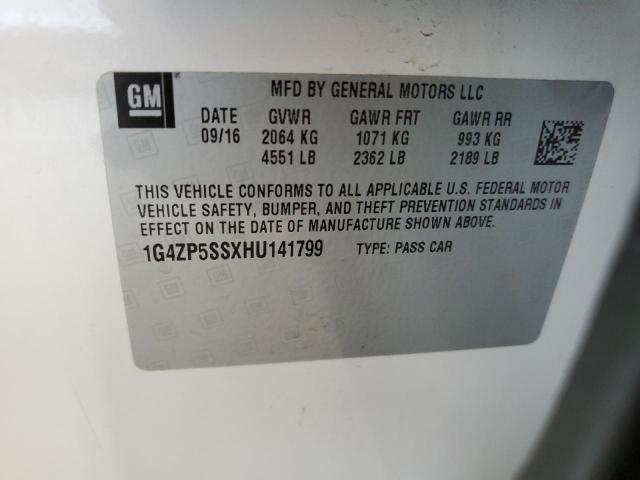 GM
MFD BY GENERAL MOTORS LLC
DATE GVWR GAWR FRT GAWR RR
09/16 2064 KG 1071 KG 993 KG
4551 LB 2362 LB 2189 LB
THIS VEHICLE CONFORMS TO ALL APPLICABLE U.S. FEDERAL MOTOR
VEHICLE SAFETY, BUMPER, AND THEFT PREVENTION STANDARDS IN
EFFECT ON THE DATE OF MANUFACTURE SHOWN ABOVE.
1G4ZP5SSXHU141799 TYPE: PASS CAR